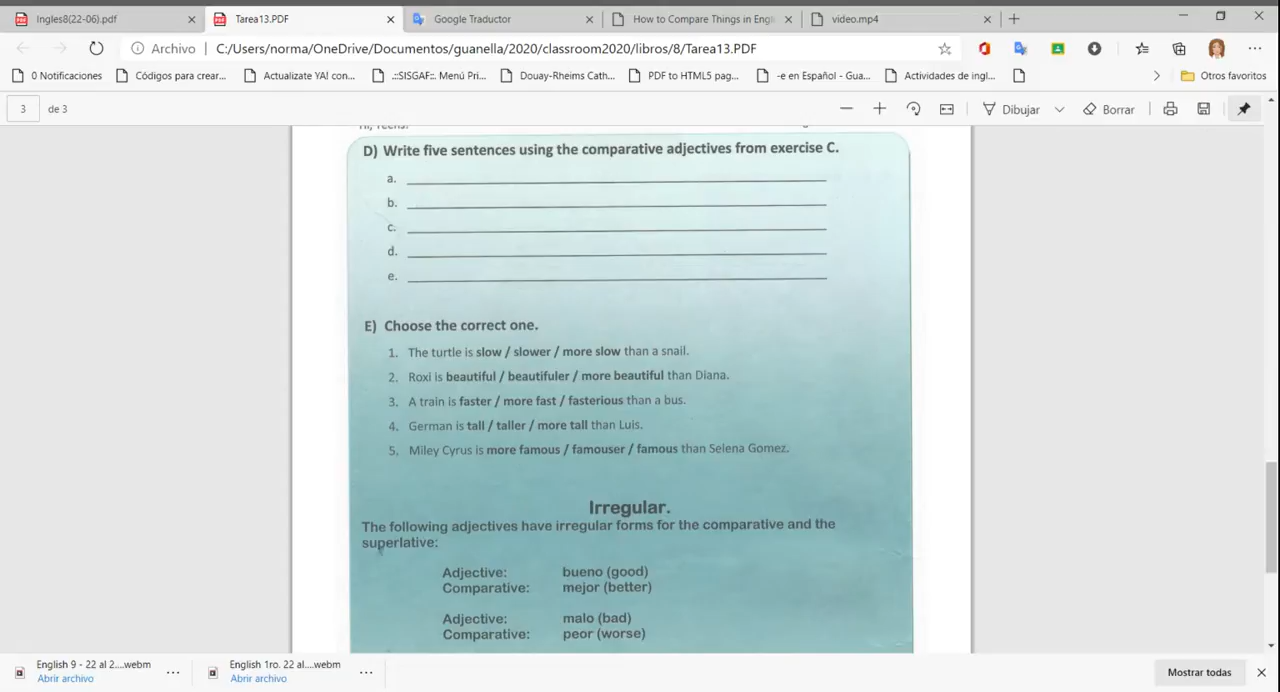 Ingles8(22-06).pdf
Tarea13.PDF
Google Traductor
How to Compare Things in Engl
video.mp4
Archivo | C:/Users/norma/OneDrive/Documentos/guanella/2020/classroom2020/libros/8/Tarea13.PDF
0 Notificaciones
Códigos para crear...
Actualizate YA! con...
.::SISGAF::. Menú Pri...
Douay-Rheims Cath...
PDF to HTML5 pag...
-e en Español - Gua...
Actividades de ingl...
Otros favoritos
3 de 3
Dibujar
Borrar
D) Write five sentences using the comparative adjectives from exercise C.
a.
b.
c.
d.
e.
E) Choose the correct one.
1. The turtle is slow / slower / more slow than a snail.
2. Roxi is beautiful / beautifuler / more beautiful than Diana.
3. A train is faster / more fast / fasterious than a bus.
4. German is tall / taller / more tall than Luis.
5. Miley Cyrus is more famous / famouser / famous than Selena Gomez.
Irregular.
The following adjectives have irregular forms for the comparative and the
superlative:
Adjective: bueno (good)
Comparative: mejor (better)
Adjective: malo (bad)
Comparative: peor (worse)
English 9 - 22 al 2....webm
Abrir archivo
English 1ro. 22 al....webm
Abrir archivo
Mostrar todas